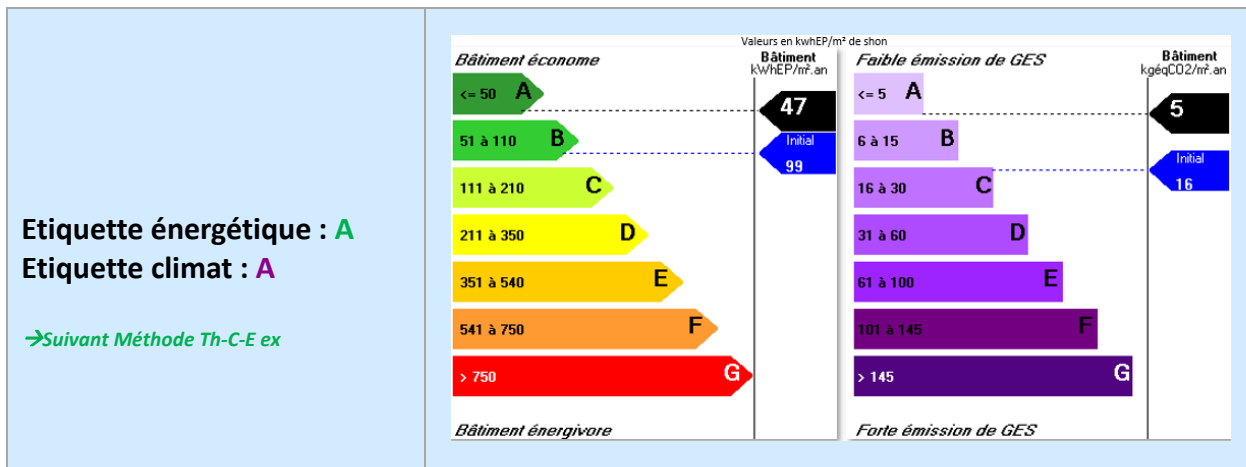 Etiquette énergétique : A
Etiquette climat : A
→Suivant Méthode Th-C-E ex
Valeurs en kwhEP/m² de shon
Bâtiment économe
Bâtiment
kWhEP/m².an
<= 50 A
51 à 110 B
111 à 210 C
211 à 350 D
351 à 540 E
541 à 750 F
> 750 G
Bâtiment énergivore
47
Initial
99
Faible émission de GES
Bâtiment
kgéqCO2/m².an
<= 5 A
6 à 15 B
16 à 30 C
31 à 60 D
61 à 100 E
101 à 145 F
> 145 G
Forte émission de GES
5
Initial
16